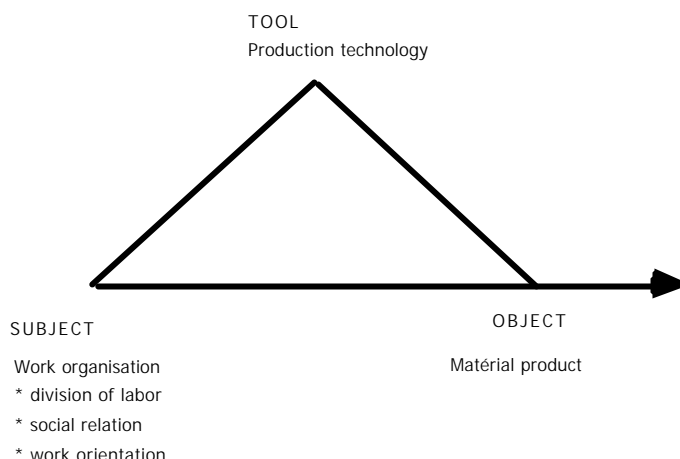 TOOL
Production technology
SUBJECT
OBJECT
Work organisation
Matérial product
* division of labor
* social relation
* work orientation